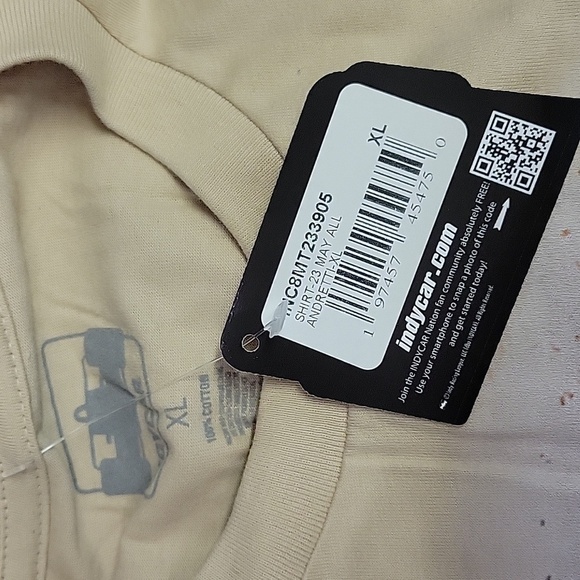 INC8MT233905
SHIRT-23 MAY ALL
ANDRETTI-XL
XL
1 97457 45475 0
indycar.com
Join the INDYCAR Nation fan community absolutely FREE!
Use your smartphone to snap a photo of this code
and get started today!
XL
100% COTTON